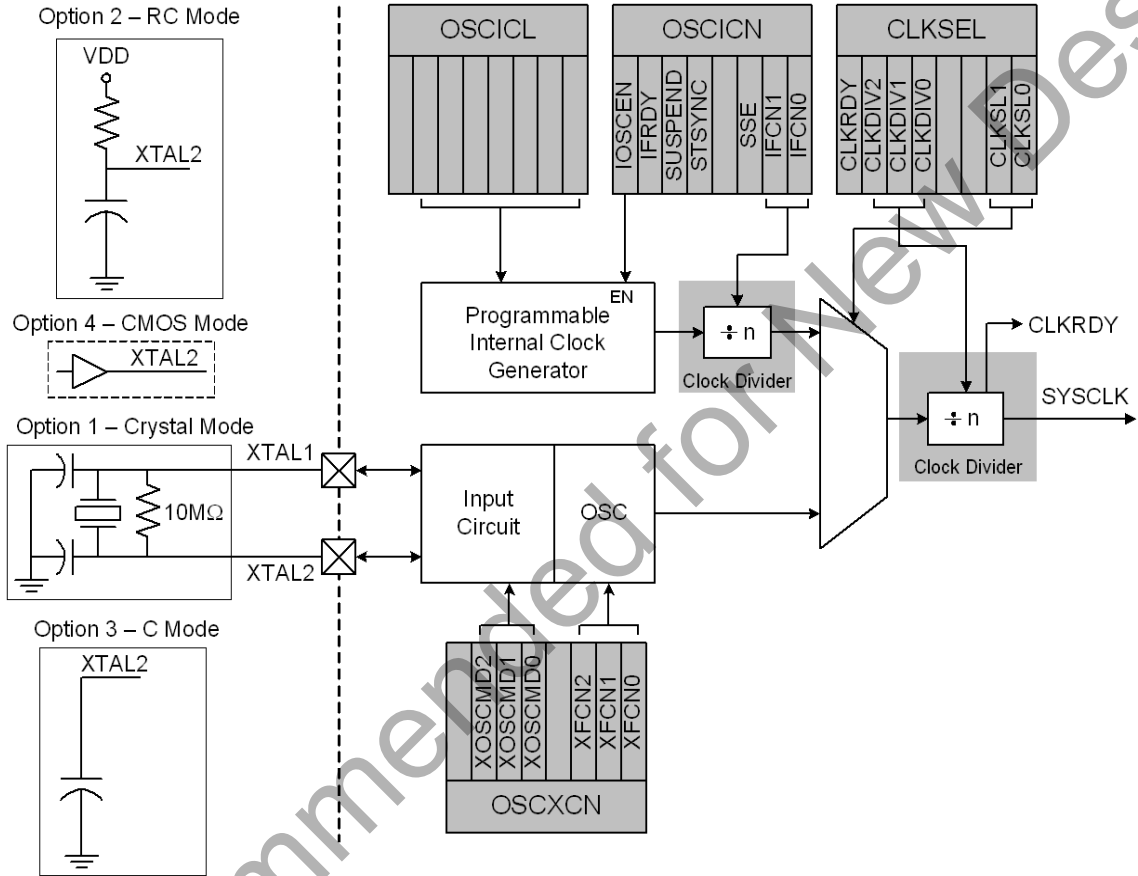 Option 2 – RC Mode
VDD
XTAL2
Option 4 – CMOS Mode
XTAL2
Option 1 – Crystal Mode
XTAL1
10MΩ
XTAL2
Option 3 – C Mode
XTAL2
OSCICL
OSCICN
IOSCEN
IFRDY
SUSPEND
STSYNC
SSE
IFCN1
IFCN0
CLKSEL
CLKRDY
CLKDIV2
CLKDIV1
CLKDIV0
CLKSL1
CLKSL0
EN
Programmable
Internal Clock
Generator
÷ n
Clock Divider
CLKRDY
SYSCLK
÷ n
Clock Divider
Input
Circuit
OSC
XOSCMD2
XOSCMD1
XOSCMD0
XFCN2
XFCN1
XFCN0
OSCXCN
mmended for New Des